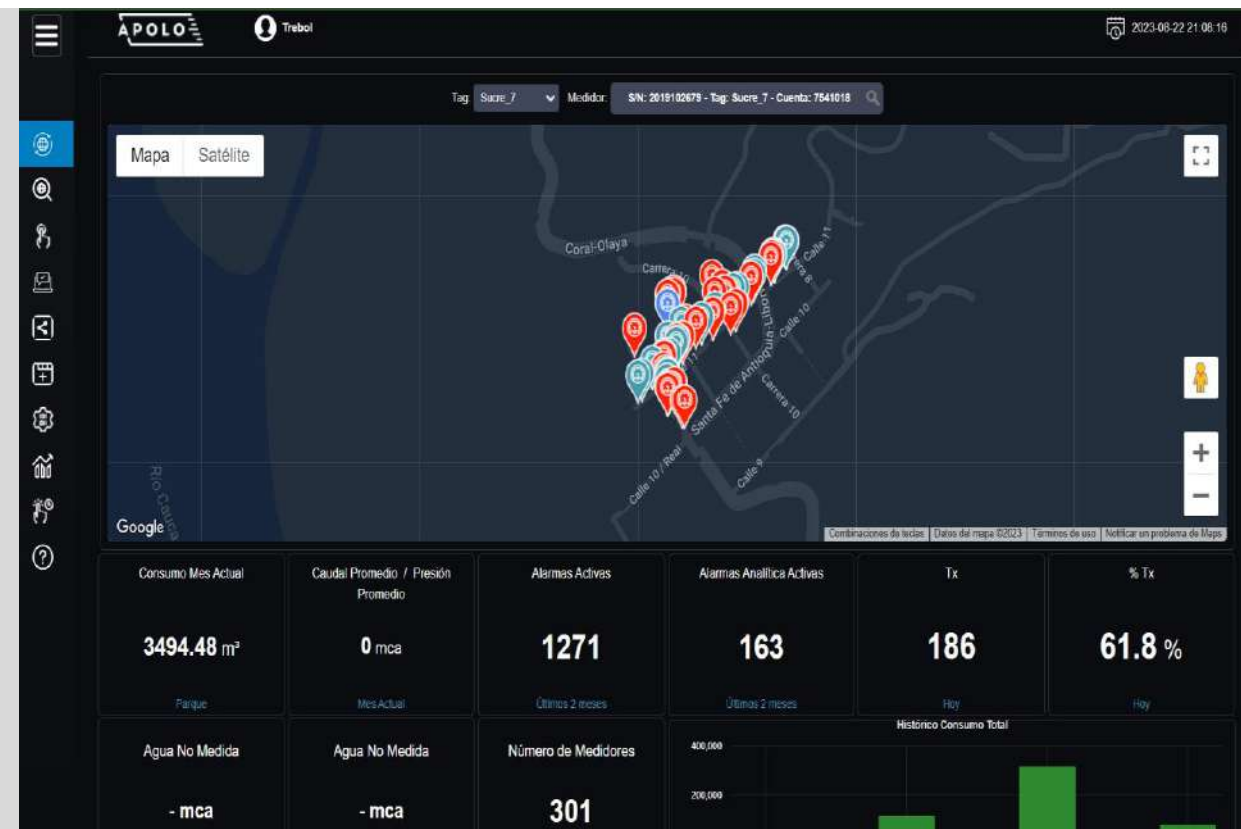 APOLO
Trebol
2023-08-22 21:08:16
Tag: Sucre_7 Medidor: S/N: 2019102679 - Tag: Sucre_7 - Cuenta: 7541018
Mapa Satélite
Coral-Olaya
Calle 11
Carrera 8
Calle 10
Carrera 10
Santa Fe de Antioquia-Libori
Calle 10 / Real
Calle 9
Río Cauca
Google
Combinaciones de teclas Datos del mapa ©2023 Términos de uso Notificar un problema de Maps
Consumo Mes Actual
3494.48 m³
Parque
Caudal Promedio / Presión
Promedio
0 mca
Mes Actual
Alarmas Activas
1271
Últimos 2 meses
Alarmas Analítica Activas
163
Últimos 2 meses
Tx
186
Hoy
% Tx
61.8 %
Hoy
Agua No Medida
- mca
Agua No Medida
- mca
Número de Medidores
301
Histórico Consumo Total
400,000
200,000